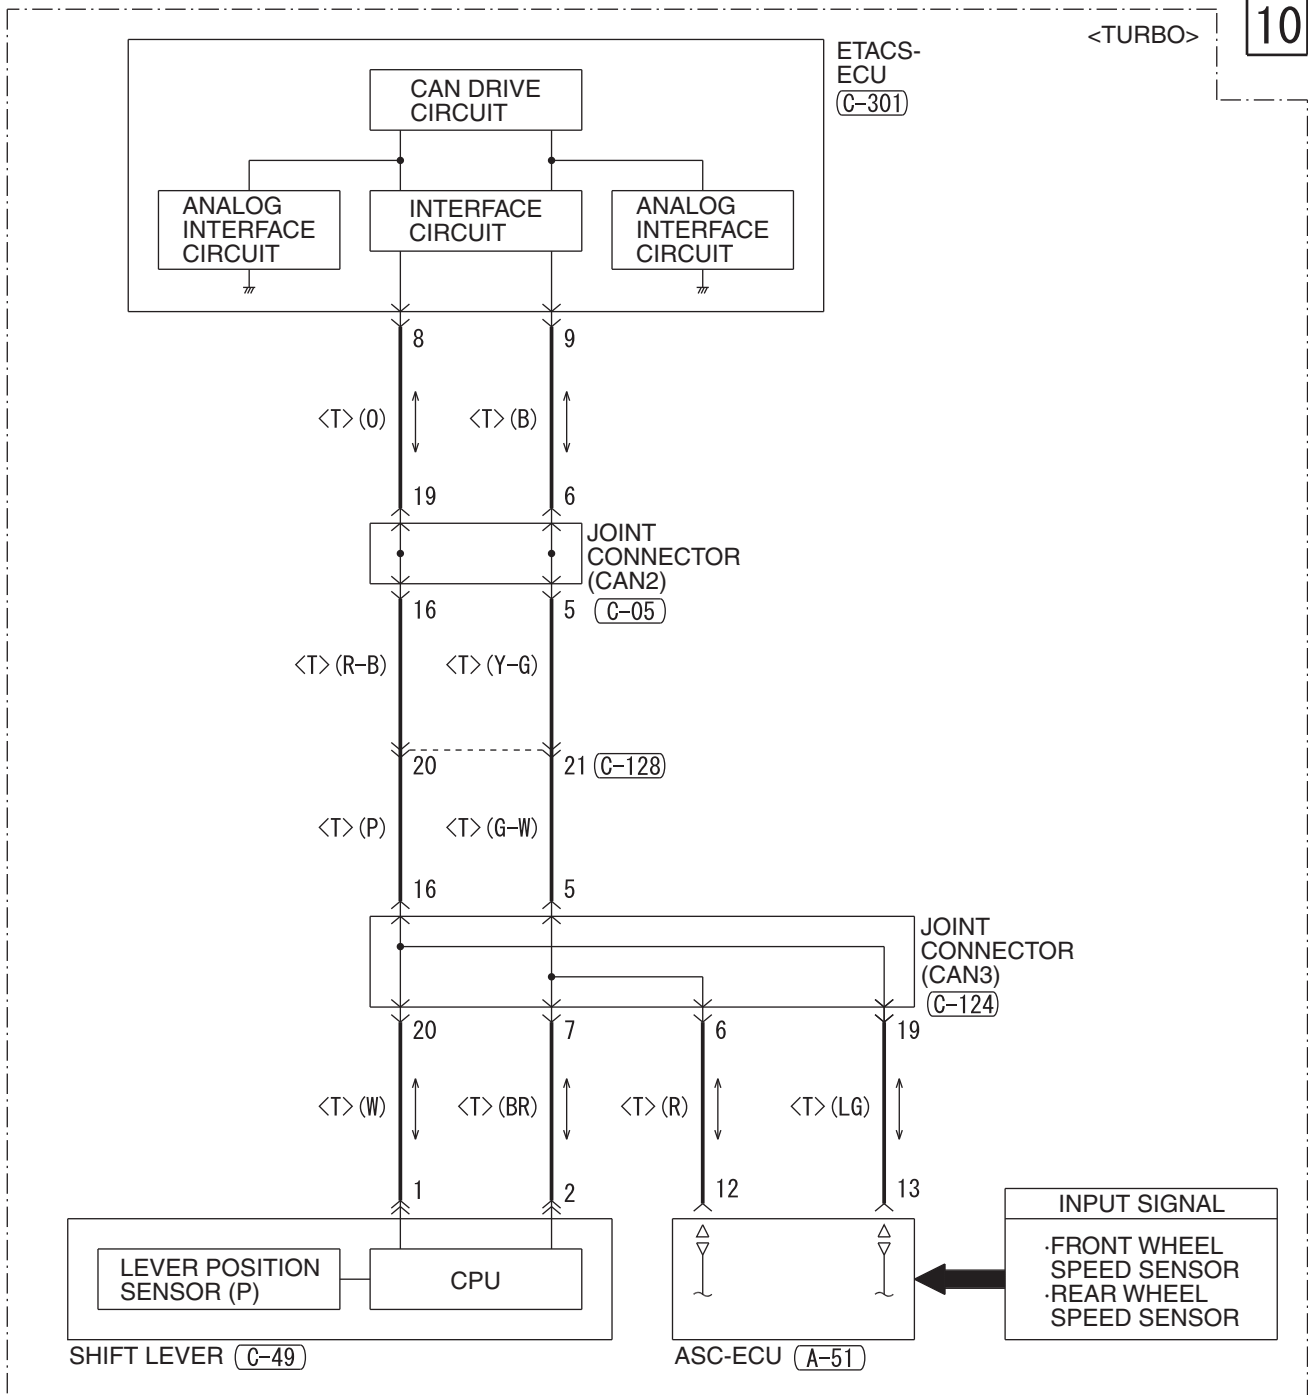 10
<TURBO>
ETACS-
ECU
C-301
CAN DRIVE
CIRCUIT
ANALOG
INTERFACE
CIRCUIT
INTERFACE
CIRCUIT
ANALOG
INTERFACE
CIRCUIT
8
9
<T>(O)
<T>(B)
19
6
JOINT
CONNECTOR
(CAN2)
C-05
16
5
<T>(R-B)
<T>(Y-G)
20
21
C-128
<T>(P)
<T>(G-W)
16
5
JOINT
CONNECTOR
(CAN3)
C-124
20
7
6
19
<T>(W)
<T>(BR)
<T>(R)
<T>(LG)
1
2
12
13
INPUT SIGNAL
·FRONT WHEEL
SPEED SENSOR
·REAR WHEEL
SPEED SENSOR
LEVER POSITION
SENSOR (P)
CPU
SHIFT LEVER C-49
ASC-ECU A-51